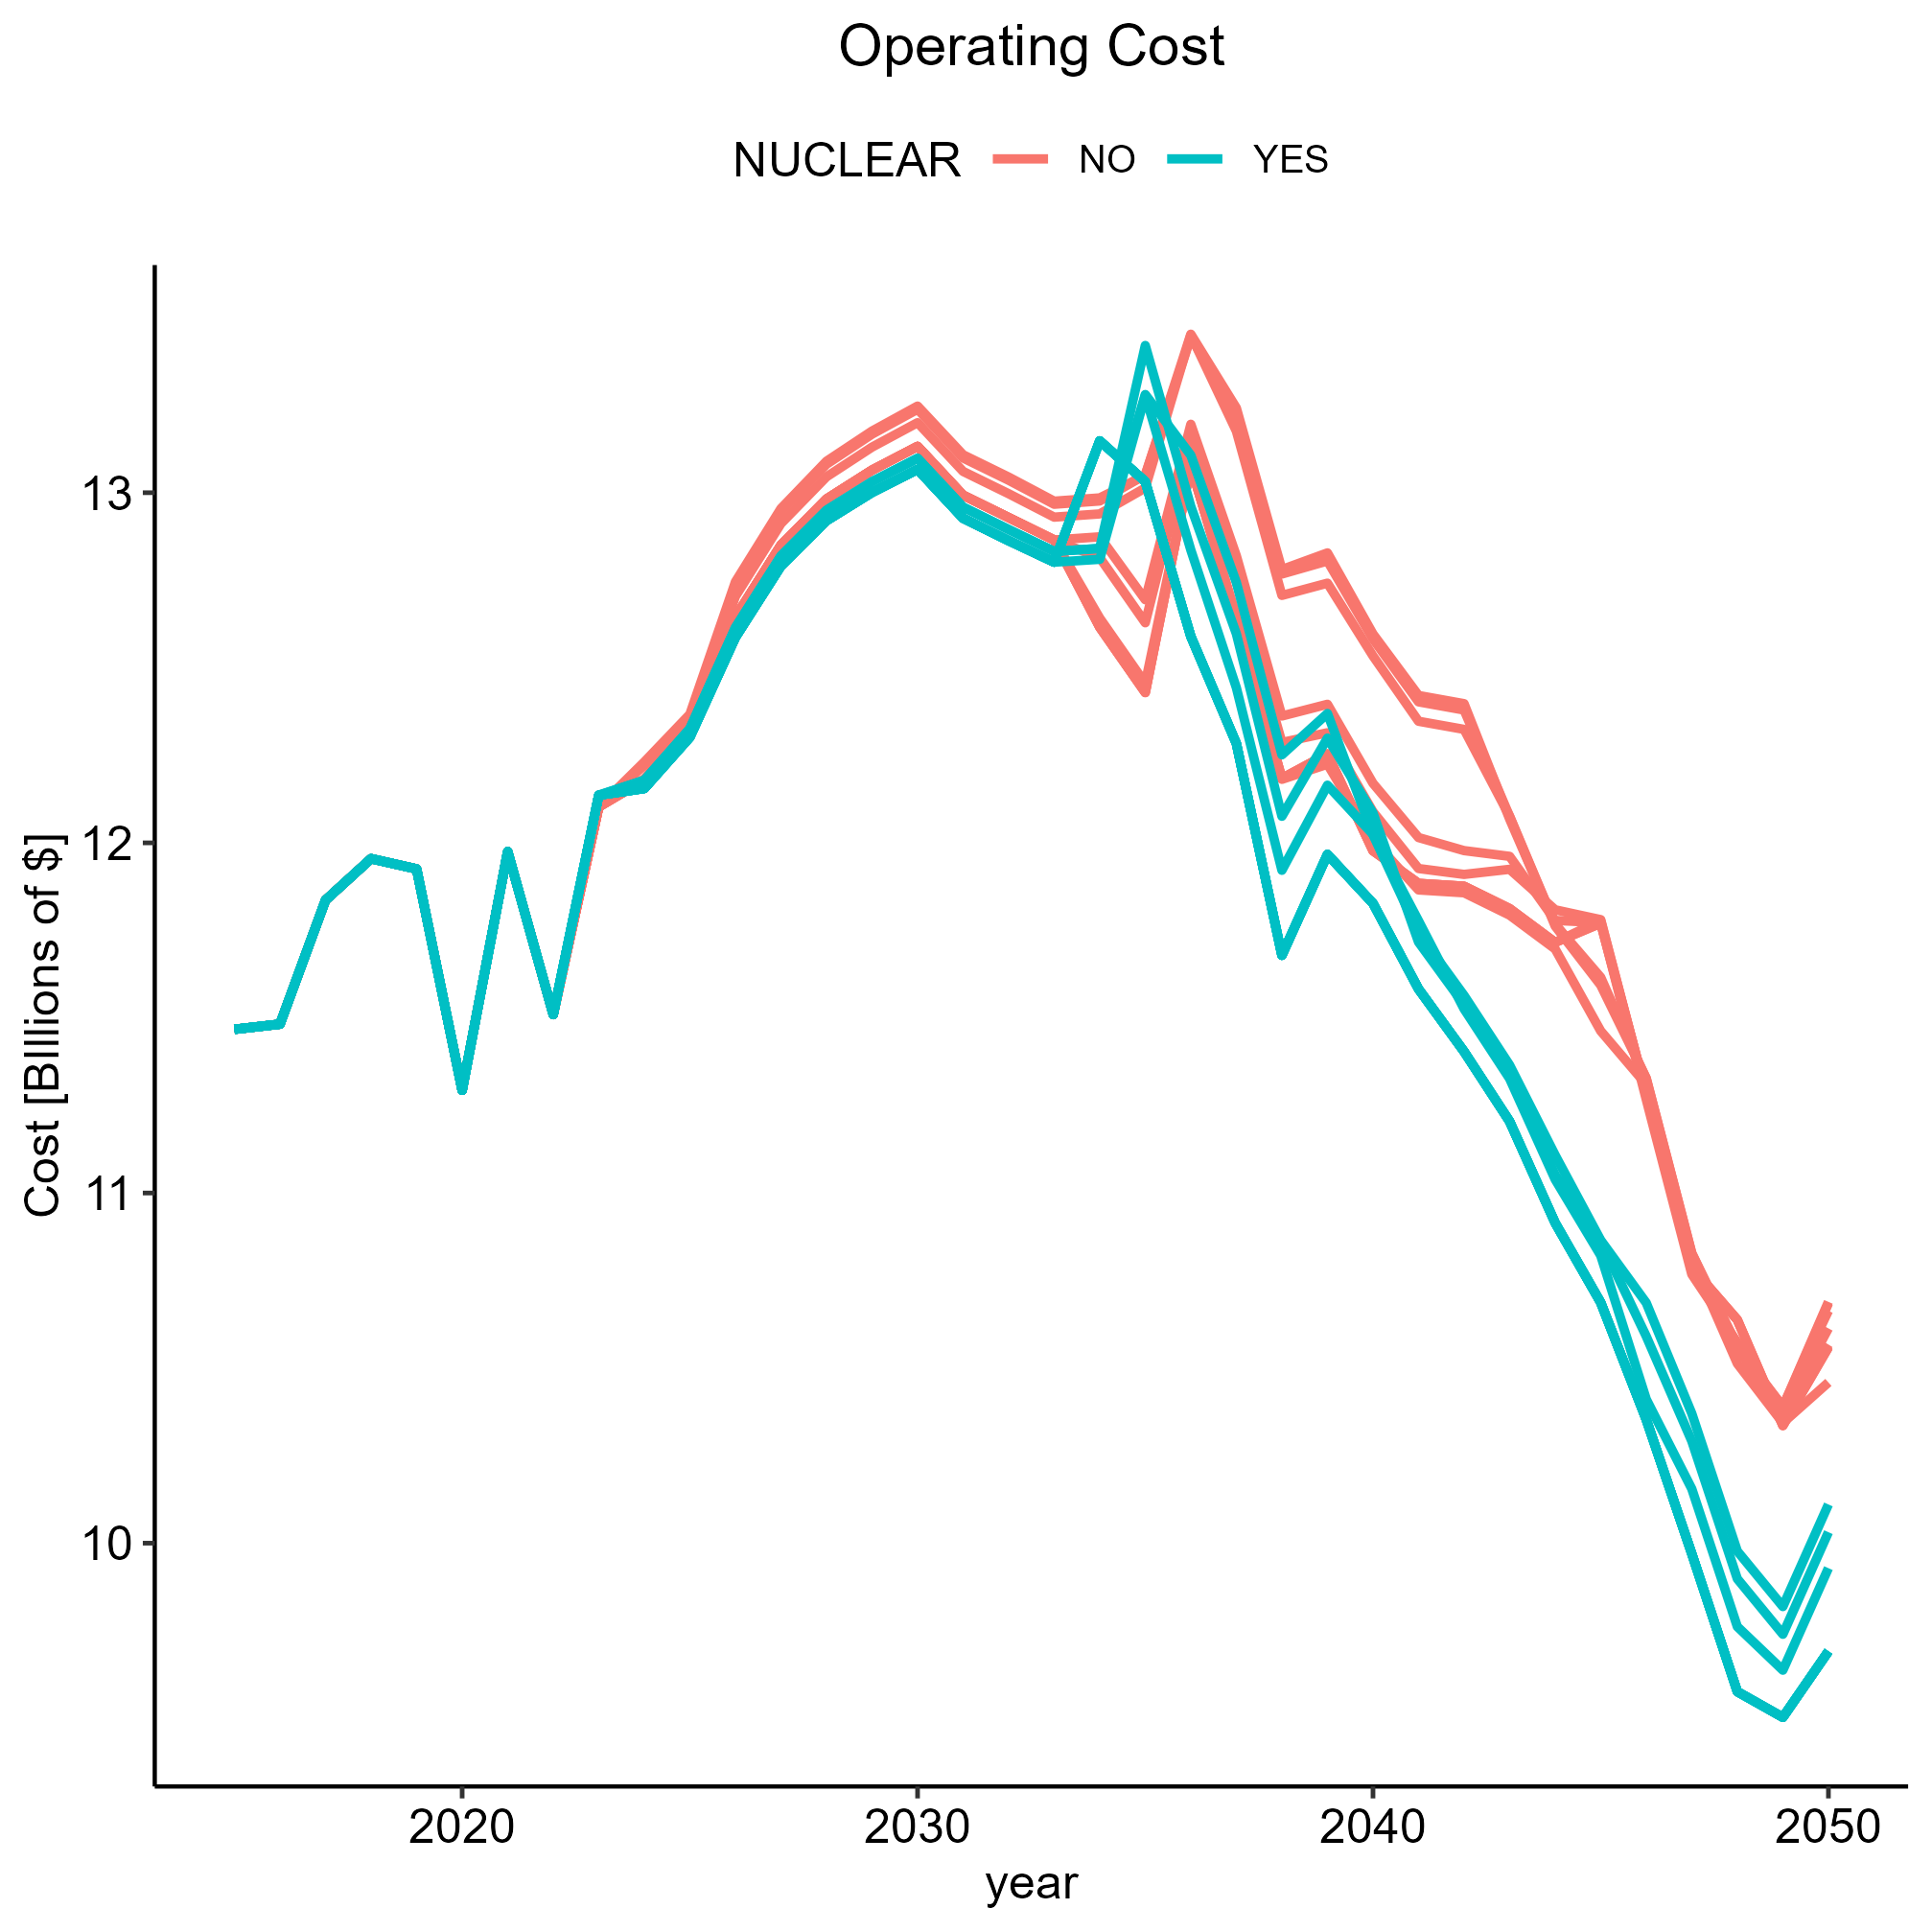 Operating Cost
NUCLEAR NO YES
Cost [BIllions of $]
13
12
11
10
2020 2030 2040 2050
year